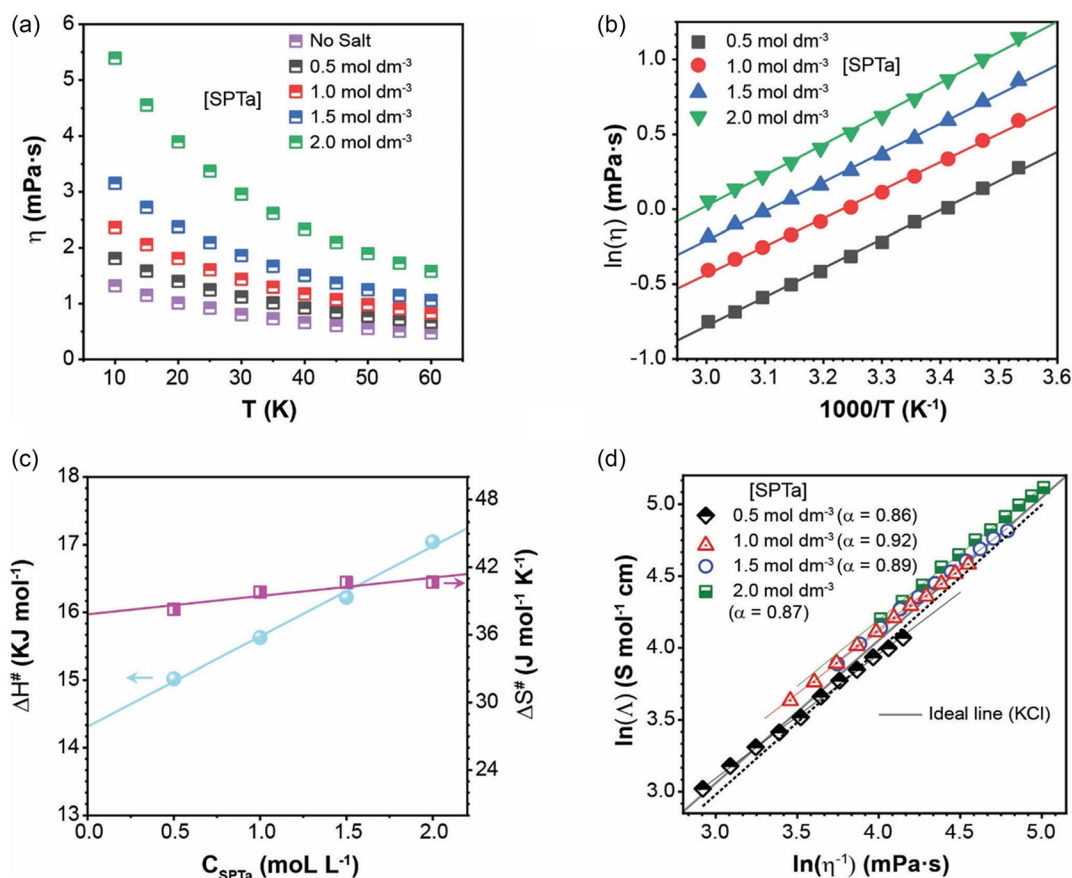 (a)
6
5
4
3
2
1
0
η (mPa·s)
[SPTa]
No Salt
0.5 mol dm⁻³
1.0 mol dm⁻³
1.5 mol dm⁻³
2.0 mol dm⁻³
10 20 30 40 50 60
T (K)
(b)
1.0
0.5
0.0
-0.5
-1.0
ln(η) (mPa·s)
0.5 mol dm⁻³
1.0 mol dm⁻³
1.5 mol dm⁻³
2.0 mol dm⁻³
[SPTa]
3.0 3.1 3.2 3.3 3.4 3.5 3.6
1000/T (K⁻¹)
(c)
18
17
16
15
14
13
ΔH# (KJ mol⁻¹)
48
42
36
30
24
ΔS# (J mol⁻¹ K⁻¹)
0.0 0.5 1.0 1.5 2.0
C_SPTa (moL L⁻¹)
(d)
5.0
4.5
4.0
3.5
3.0
ln(Λ) (S mol⁻¹ cm)
[SPTa]
0.5 mol dm⁻³ (α = 0.86)
1.0 mol dm⁻³ (α = 0.92)
1.5 mol dm⁻³ (α = 0.89)
2.0 mol dm⁻³
(α = 0.87)
Ideal line (KCl)
3.0 3.5 4.0 4.5 5.0
ln(η⁻¹) (mPa·s)